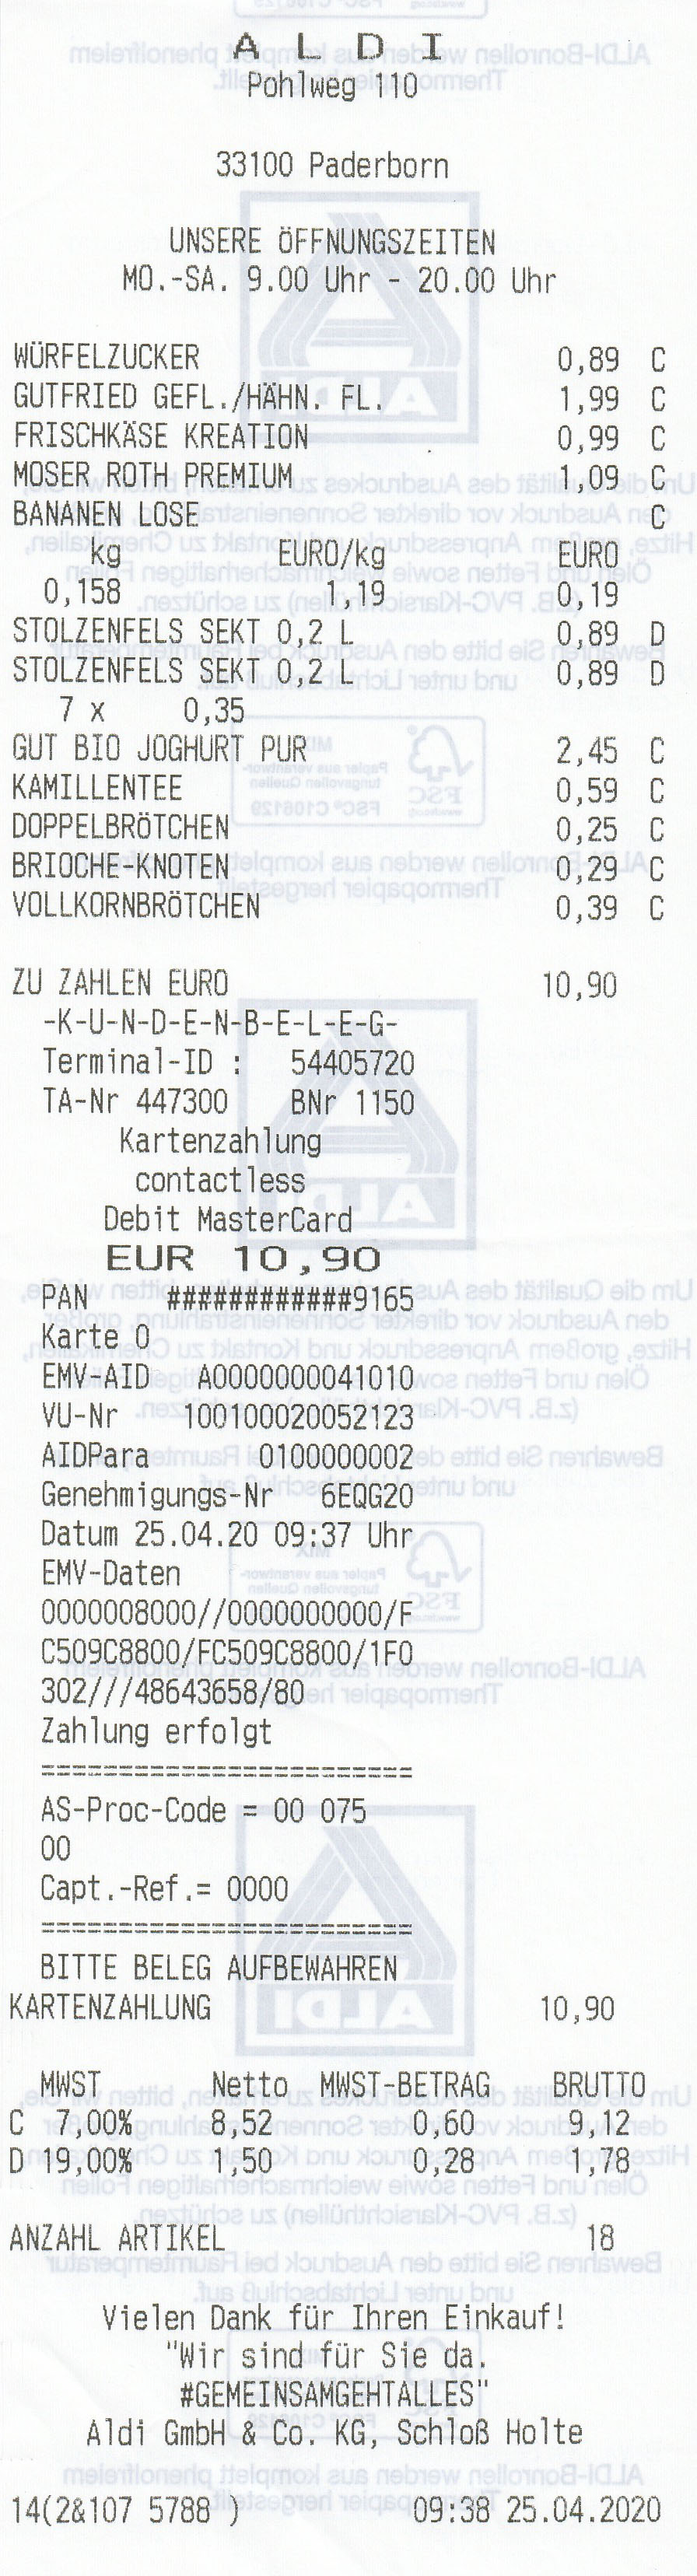 A L D I
Pohlweg 110
33100 Paderborn
UNSERE ÖFFNUNGSZEITEN
MO.-SA. 9.00 Uhr - 20.00 Uhr
WÜRFELZUCKER 0,89 C
GUTFRIED GEFL./HÄHN. FL. 1,99 C
FRISCHKÄSE KREATION 0,99 C
MOSER ROTH PREMIUM 1,09 C
BANANEN LOSE C
kg EURO/kg EURO
0,158 1,19 0,19
STOLZENFELS SEKT 0,2 L 0,89 D
STOLZENFELS SEKT 0,2 L 0,89 D
7 x 0,35
GUT BIO JOGHURT PUR 2,45 C
KAMILLENTEE 0,59 C
DOPPELBRÖTCHEN 0,25 C
BRIOCHE-KNOTEN 0,29 C
VOLLKORNBRÖTCHEN 0,39 C
ZU ZAHLEN EURO 10,90
-K-U-N-D-E-N-B-E-L-E-G-
Terminal-ID : 54405720
TA-Nr 447300 BNr 1150
Kartenzahlung
contactless
Debit MasterCard
EUR 10,90
PAN ############9165
Karte 0
EMV-AID A0000000041010
VU-Nr 100100020052123
AIDPara 0100000002
Genehmigungs-Nr 6EQG20
Datum 25.04.20 09:37 Uhr
EMV-Daten
0000008000//0000000000/F
C509C8800/FC509C8800/1F0
302///48643658/80
Zahlung erfolgt
========================
AS-Proc-Code = 00 075
00
Capt.-Ref.= 0000
========================
BITTE BELEG AUFBEWAHREN
KARTENZAHLUNG 10,90
MWST Netto MWST-BETRAG BRUTTO
C 7,00% 8,52 0,60 9,12
D 19,00% 1,50 0,28 1,78
ANZAHL ARTIKEL 18
Vielen Dank für Ihren Einkauf!
"Wir sind für Sie da.
#GEMEINSAMGEHTALLES"
Aldi GmbH & Co. KG, Schloß Holte
14(2&107 5788 ) 09:38 25.04.2020